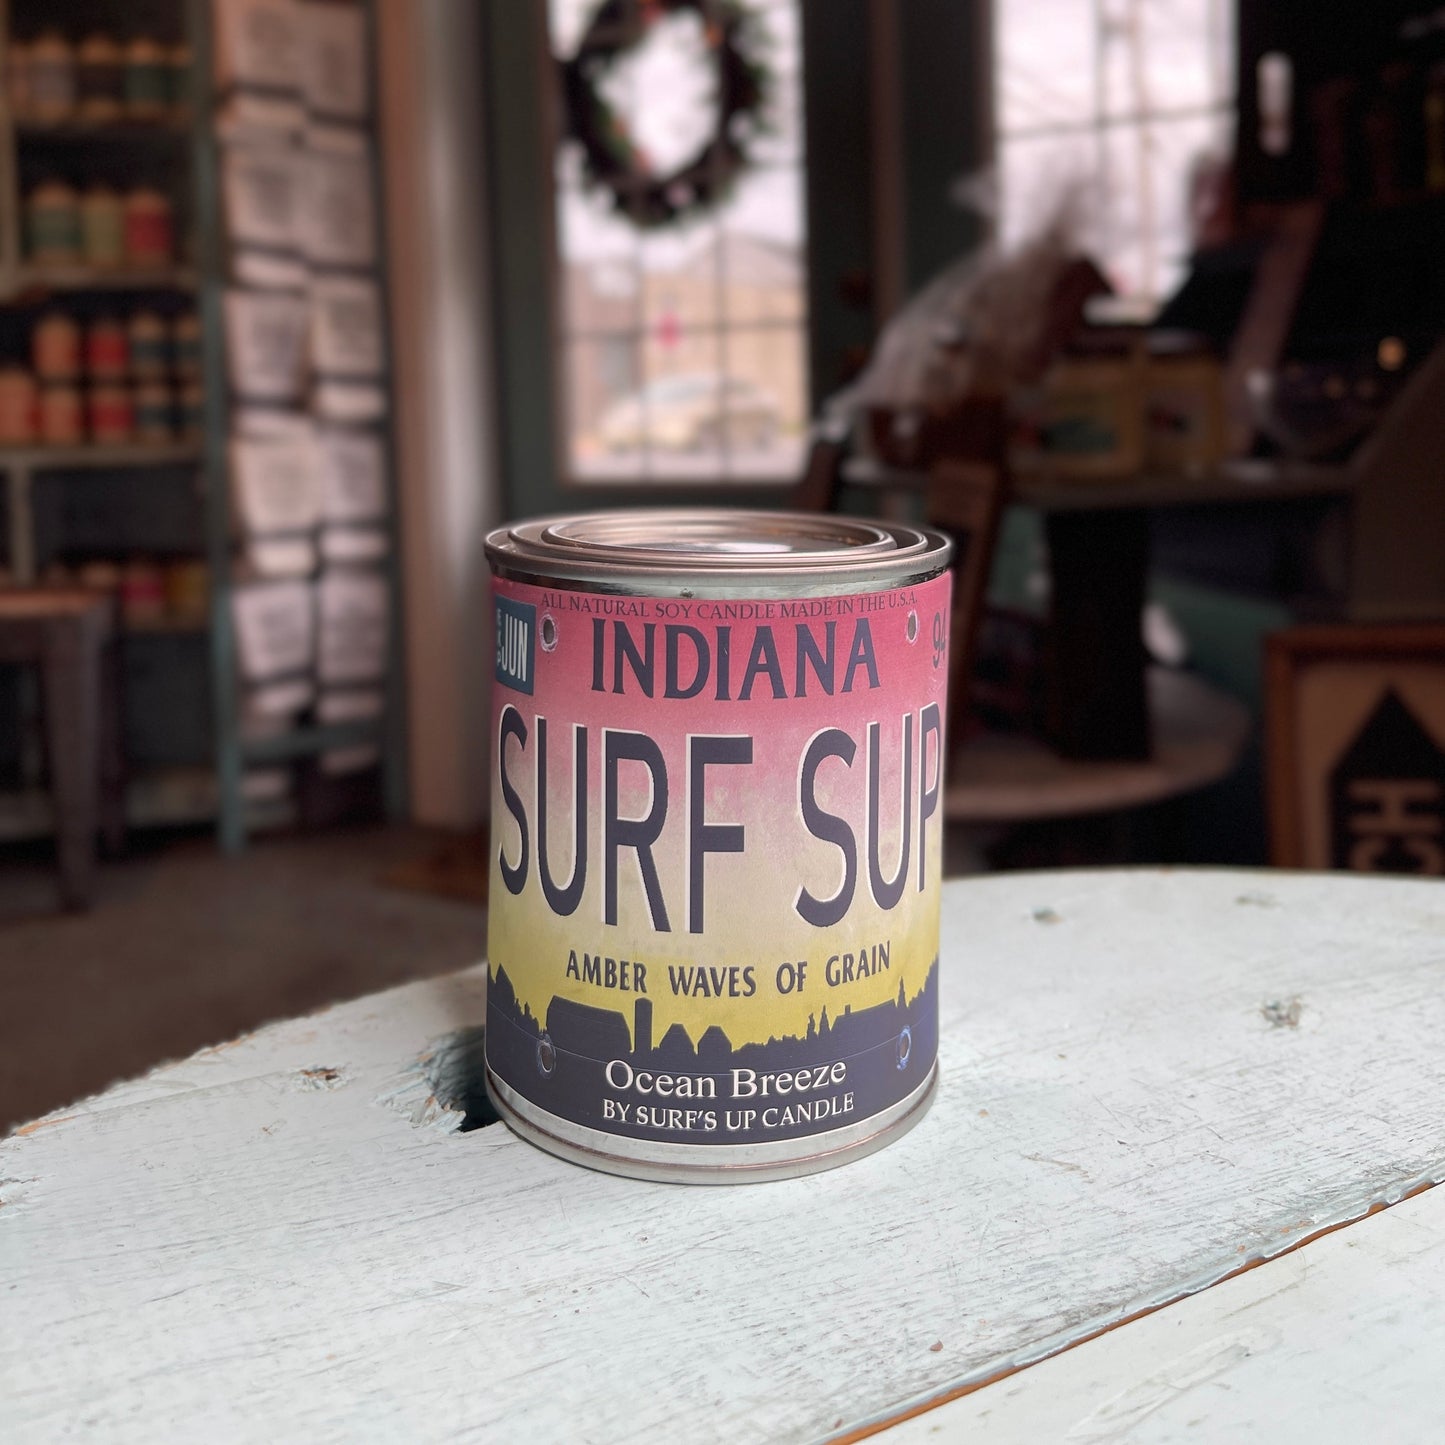 ALL NATURAL SOY CANDLE MADE IN THE U.S.A.
JUN
INDIANA
94
SURF SUP
AMBER WAVES OF GRAIN
Ocean Breeze
BY SURF'S UP CANDLE